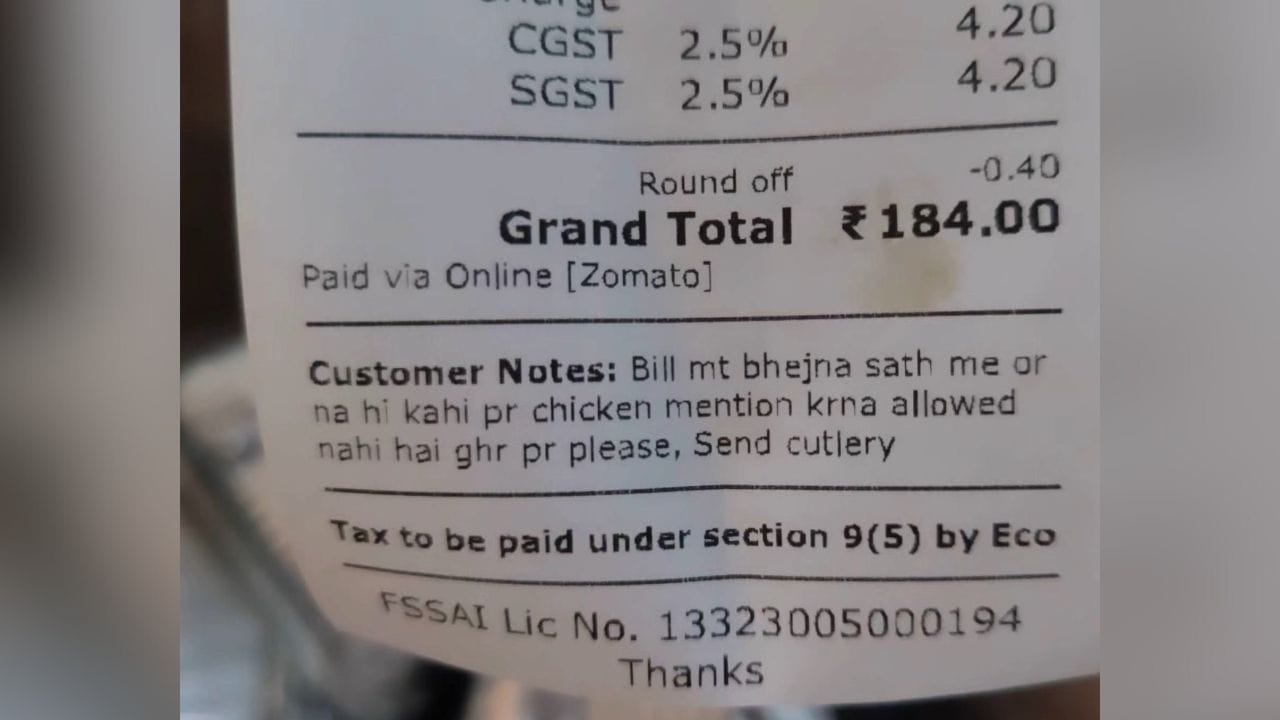 4.20
CGST 2.5% 4.20
SGST 2.5%
Round off -0.40
Grand Total ₹184.00
Paid via Online [Zomato]
Customer Notes: Bill mt bhejna sath me or
na hi kahi pr chicken mention krna allowed
nahi hai ghr pr please, Send cutlery
Tax to be paid under section 9(5) by Eco
FSSAI Lic No. 13323005000194
Thanks